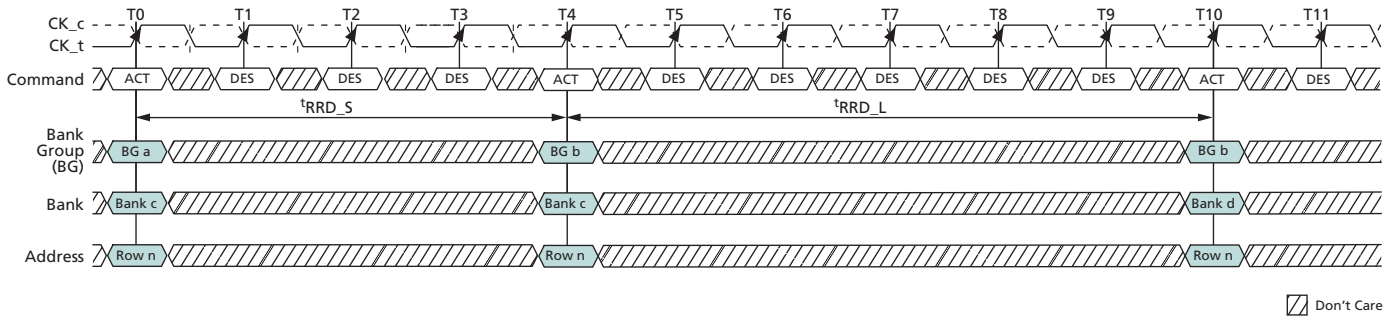 T0 T1 T2 T3 T4 T5 T6 T7 T8 T9 T10 T11
CK_c
CK_t
Command ACT DES DES DES ACT DES DES DES DES DES ACT DES
tRRD_S tRRD_L
Bank
Group
(BG)
BG a BG b BG b
Bank Bank c Bank c Bank d
Address Row n Row n Row n
Don't Care